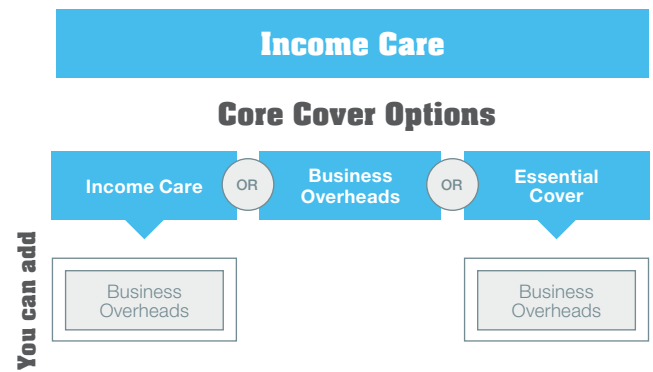 Income Care
Core Cover Options
Income Care
OR
Business
Overheads
OR
Essential
Cover
You can add
Business
Overheads
Business
Overheads